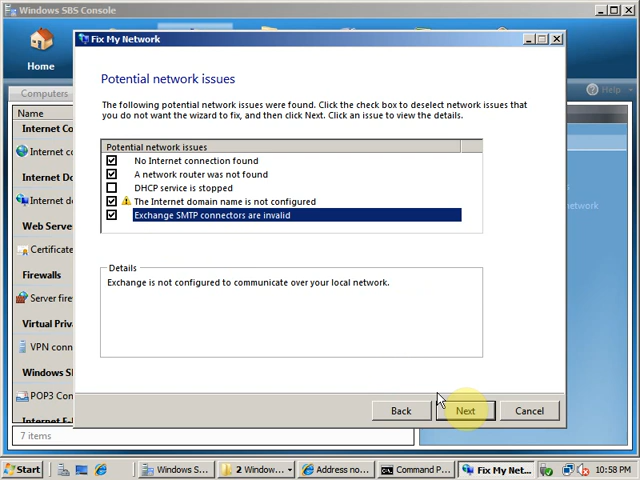 Windows SBS Console
Fix My Network
Home
Help
Computers
Name
Internet Co
Internet co
Internet Do
Internet do
Web Serve
Certificate
Firewalls
Server fire
Virtual Priva
VPN conn
Windows SB
POP3 Con
Internet E-
7 items
twork
Potential network issues
The following potential network issues were found. Click the check box to deselect network issues that
you do not want the wizard to fix, and then click Next. Click an issue to view the details.
Potential network issues
No Internet connection found
A network router was not found
DHCP service is stopped
The Internet domain name is not configured
Exchange SMTP connectors are invalid
Details
Exchange is not configured to communicate over your local network.
Back
Next
Cancel
Start
Windows S...
2 Window...
Address no...
Command P...
Fix My Net...
10:58 PM